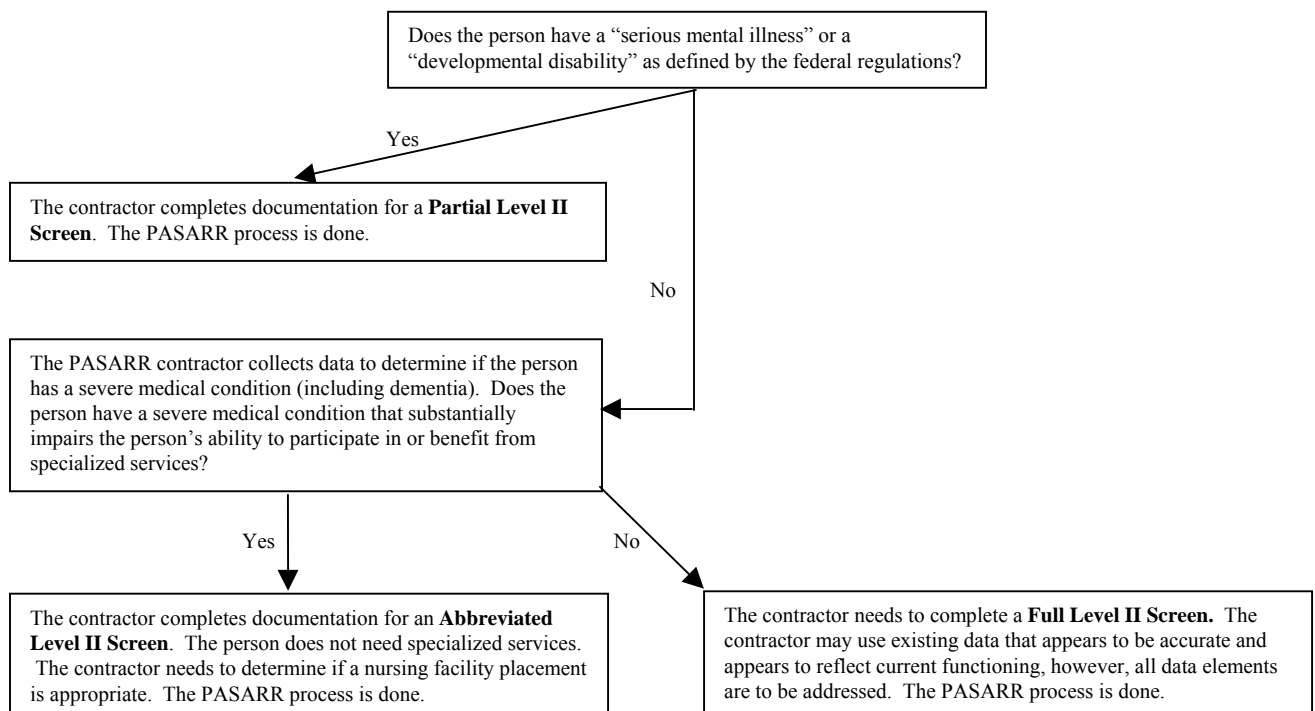 Does the person have a “serious mental illness” or a
“developmental disability” as defined by the federal regulations?
Yes
The contractor completes documentation for a Partial Level II
Screen. The PASARR process is done.
No
The PASARR contractor collects data to determine if the person
has a severe medical condition (including dementia). Does the
person have a severe medical condition that substantially
impairs the person’s ability to participate in or benefit from
specialized services?
Yes
No
The contractor completes documentation for an Abbreviated
Level II Screen. The person does not need specialized services.
The contractor needs to determine if a nursing facility placement
is appropriate. The PASARR process is done.
The contractor needs to complete a Full Level II Screen. The
contractor may use existing data that appears to be accurate and
appears to reflect current functioning, however, all data elements
are to be addressed. The PASARR process is done.